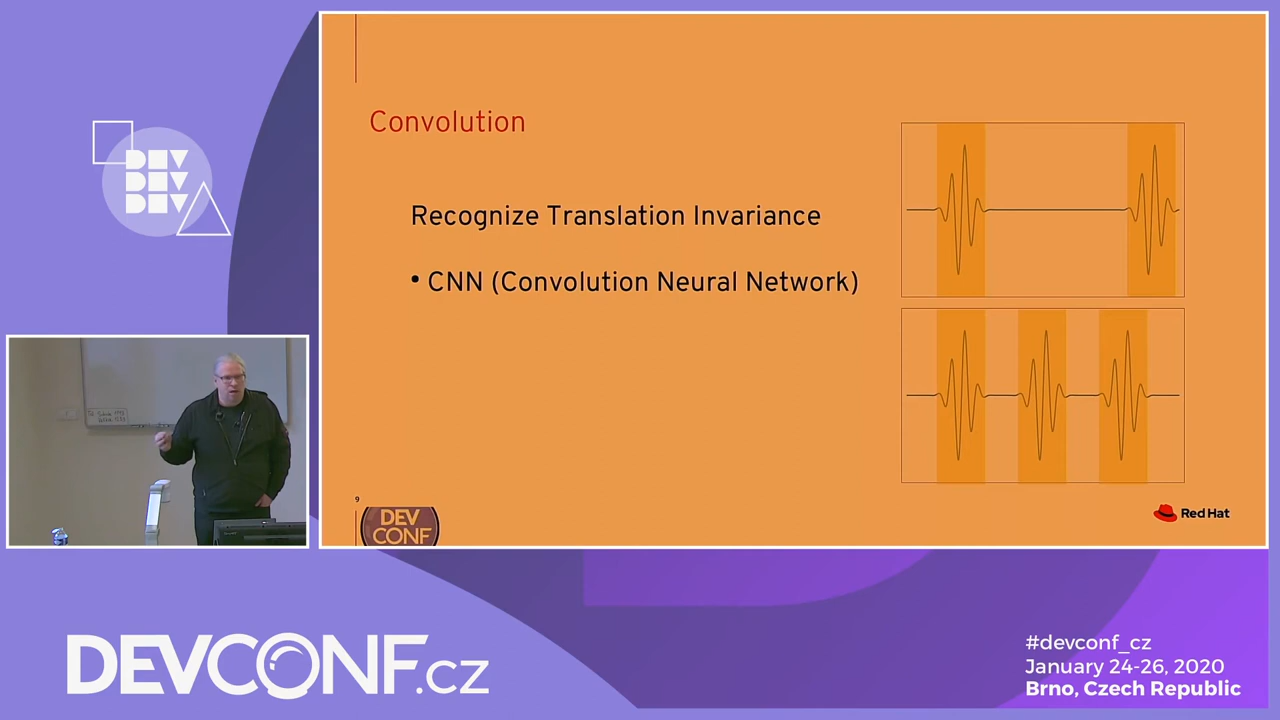 DEV
DEV
DEV
Convolution
Recognize Translation Invariance
• CNN (Convolution Neural Network)
9
DEV
CONF
Red Hat
DEVCONF.cz
#devconf_cz
January 24-26, 2020
Brno, Czech Republic